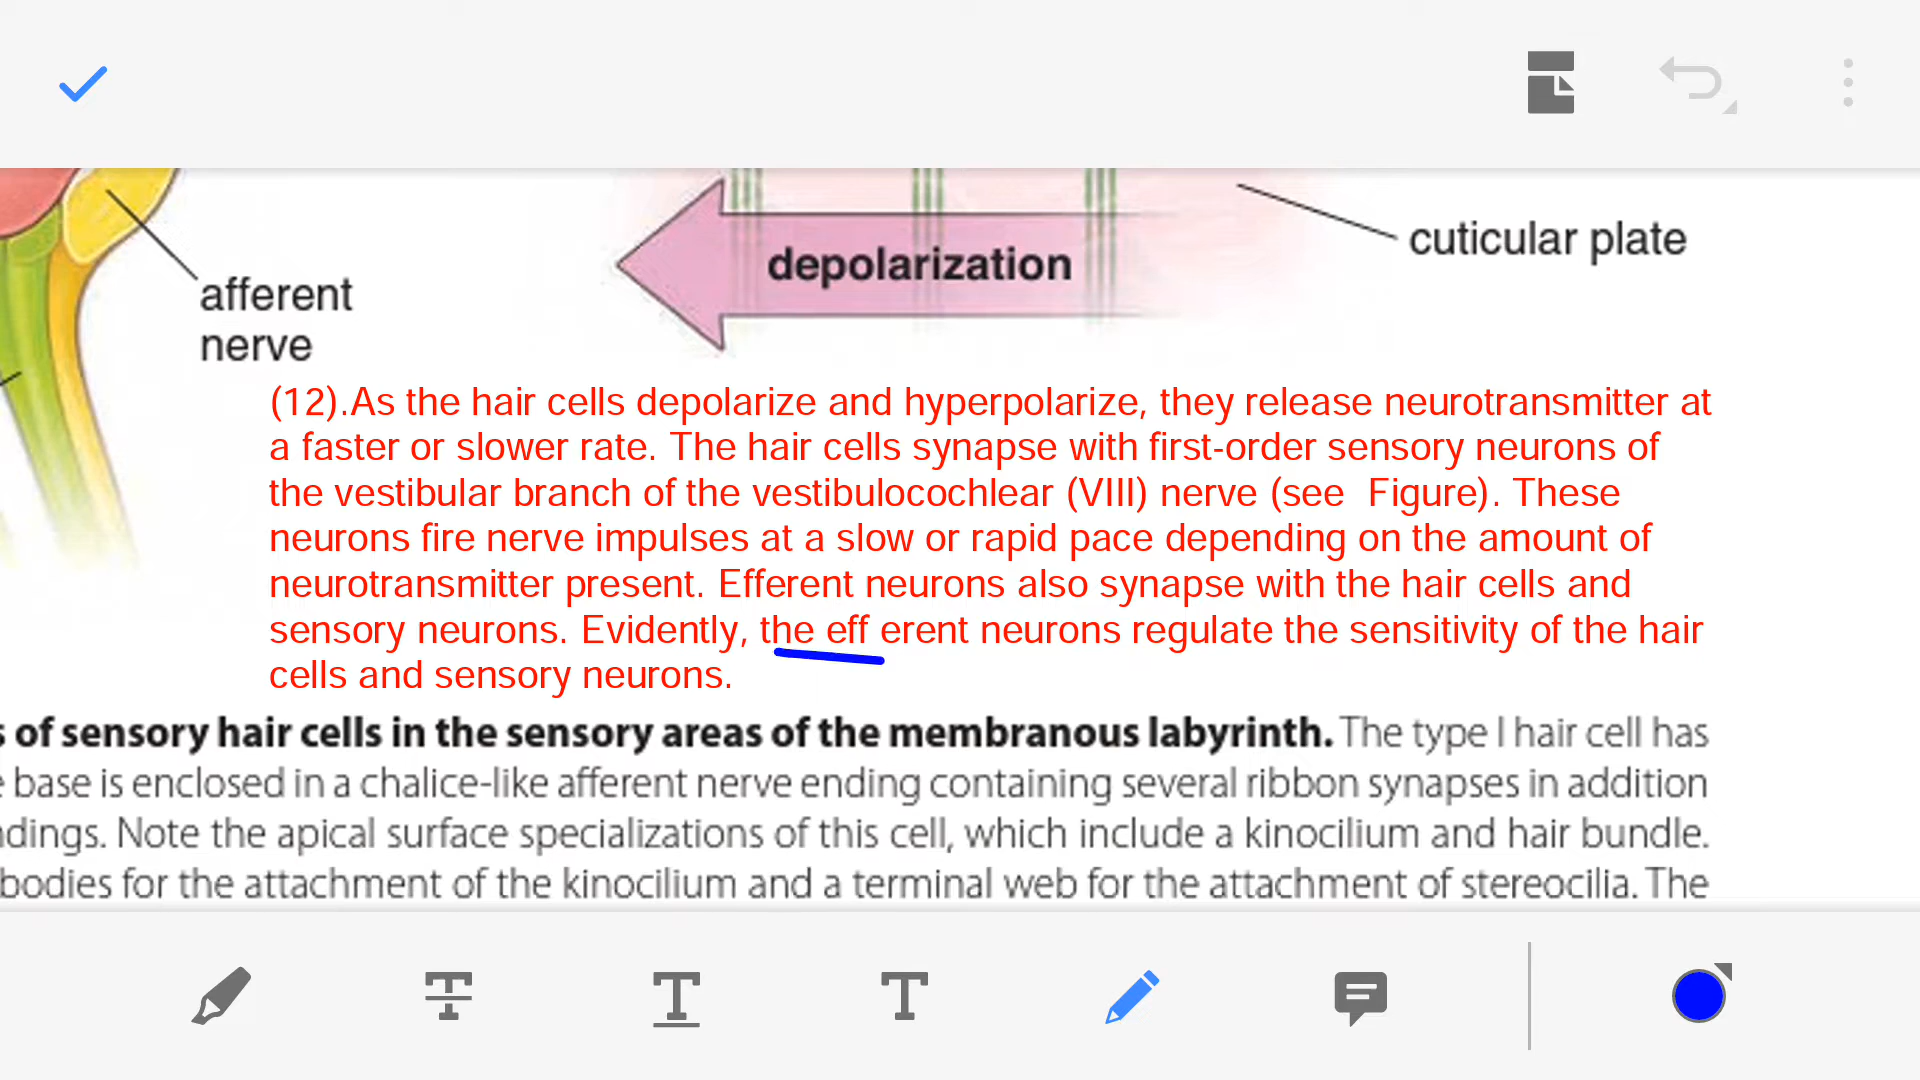 depolarization
cuticular plate
afferent
nerve
(12).As the hair cells depolarize and hyperpolarize, they release neurotransmitter at
a faster or slower rate. The hair cells synapse with first-order sensory neurons of
the vestibular branch of the vestibulocochlear (VIII) nerve (see Figure). These
neurons fire nerve impulses at a slow or rapid pace depending on the amount of
neurotransmitter present. Efferent neurons also synapse with the hair cells and
sensory neurons. Evidently, the eff erent neurons regulate the sensitivity of the hair
cells and sensory neurons.
s of sensory hair cells in the sensory areas of the membranous labyrinth. The type I hair cell has
e base is enclosed in a chalice-like afferent nerve ending containing several ribbon synapses in addition
ndings. Note the apical surface specializations of this cell, which include a kinocilium and hair bundle.
bodies for the attachment of the kinocilium and a terminal web for the attachment of stereocilia. The